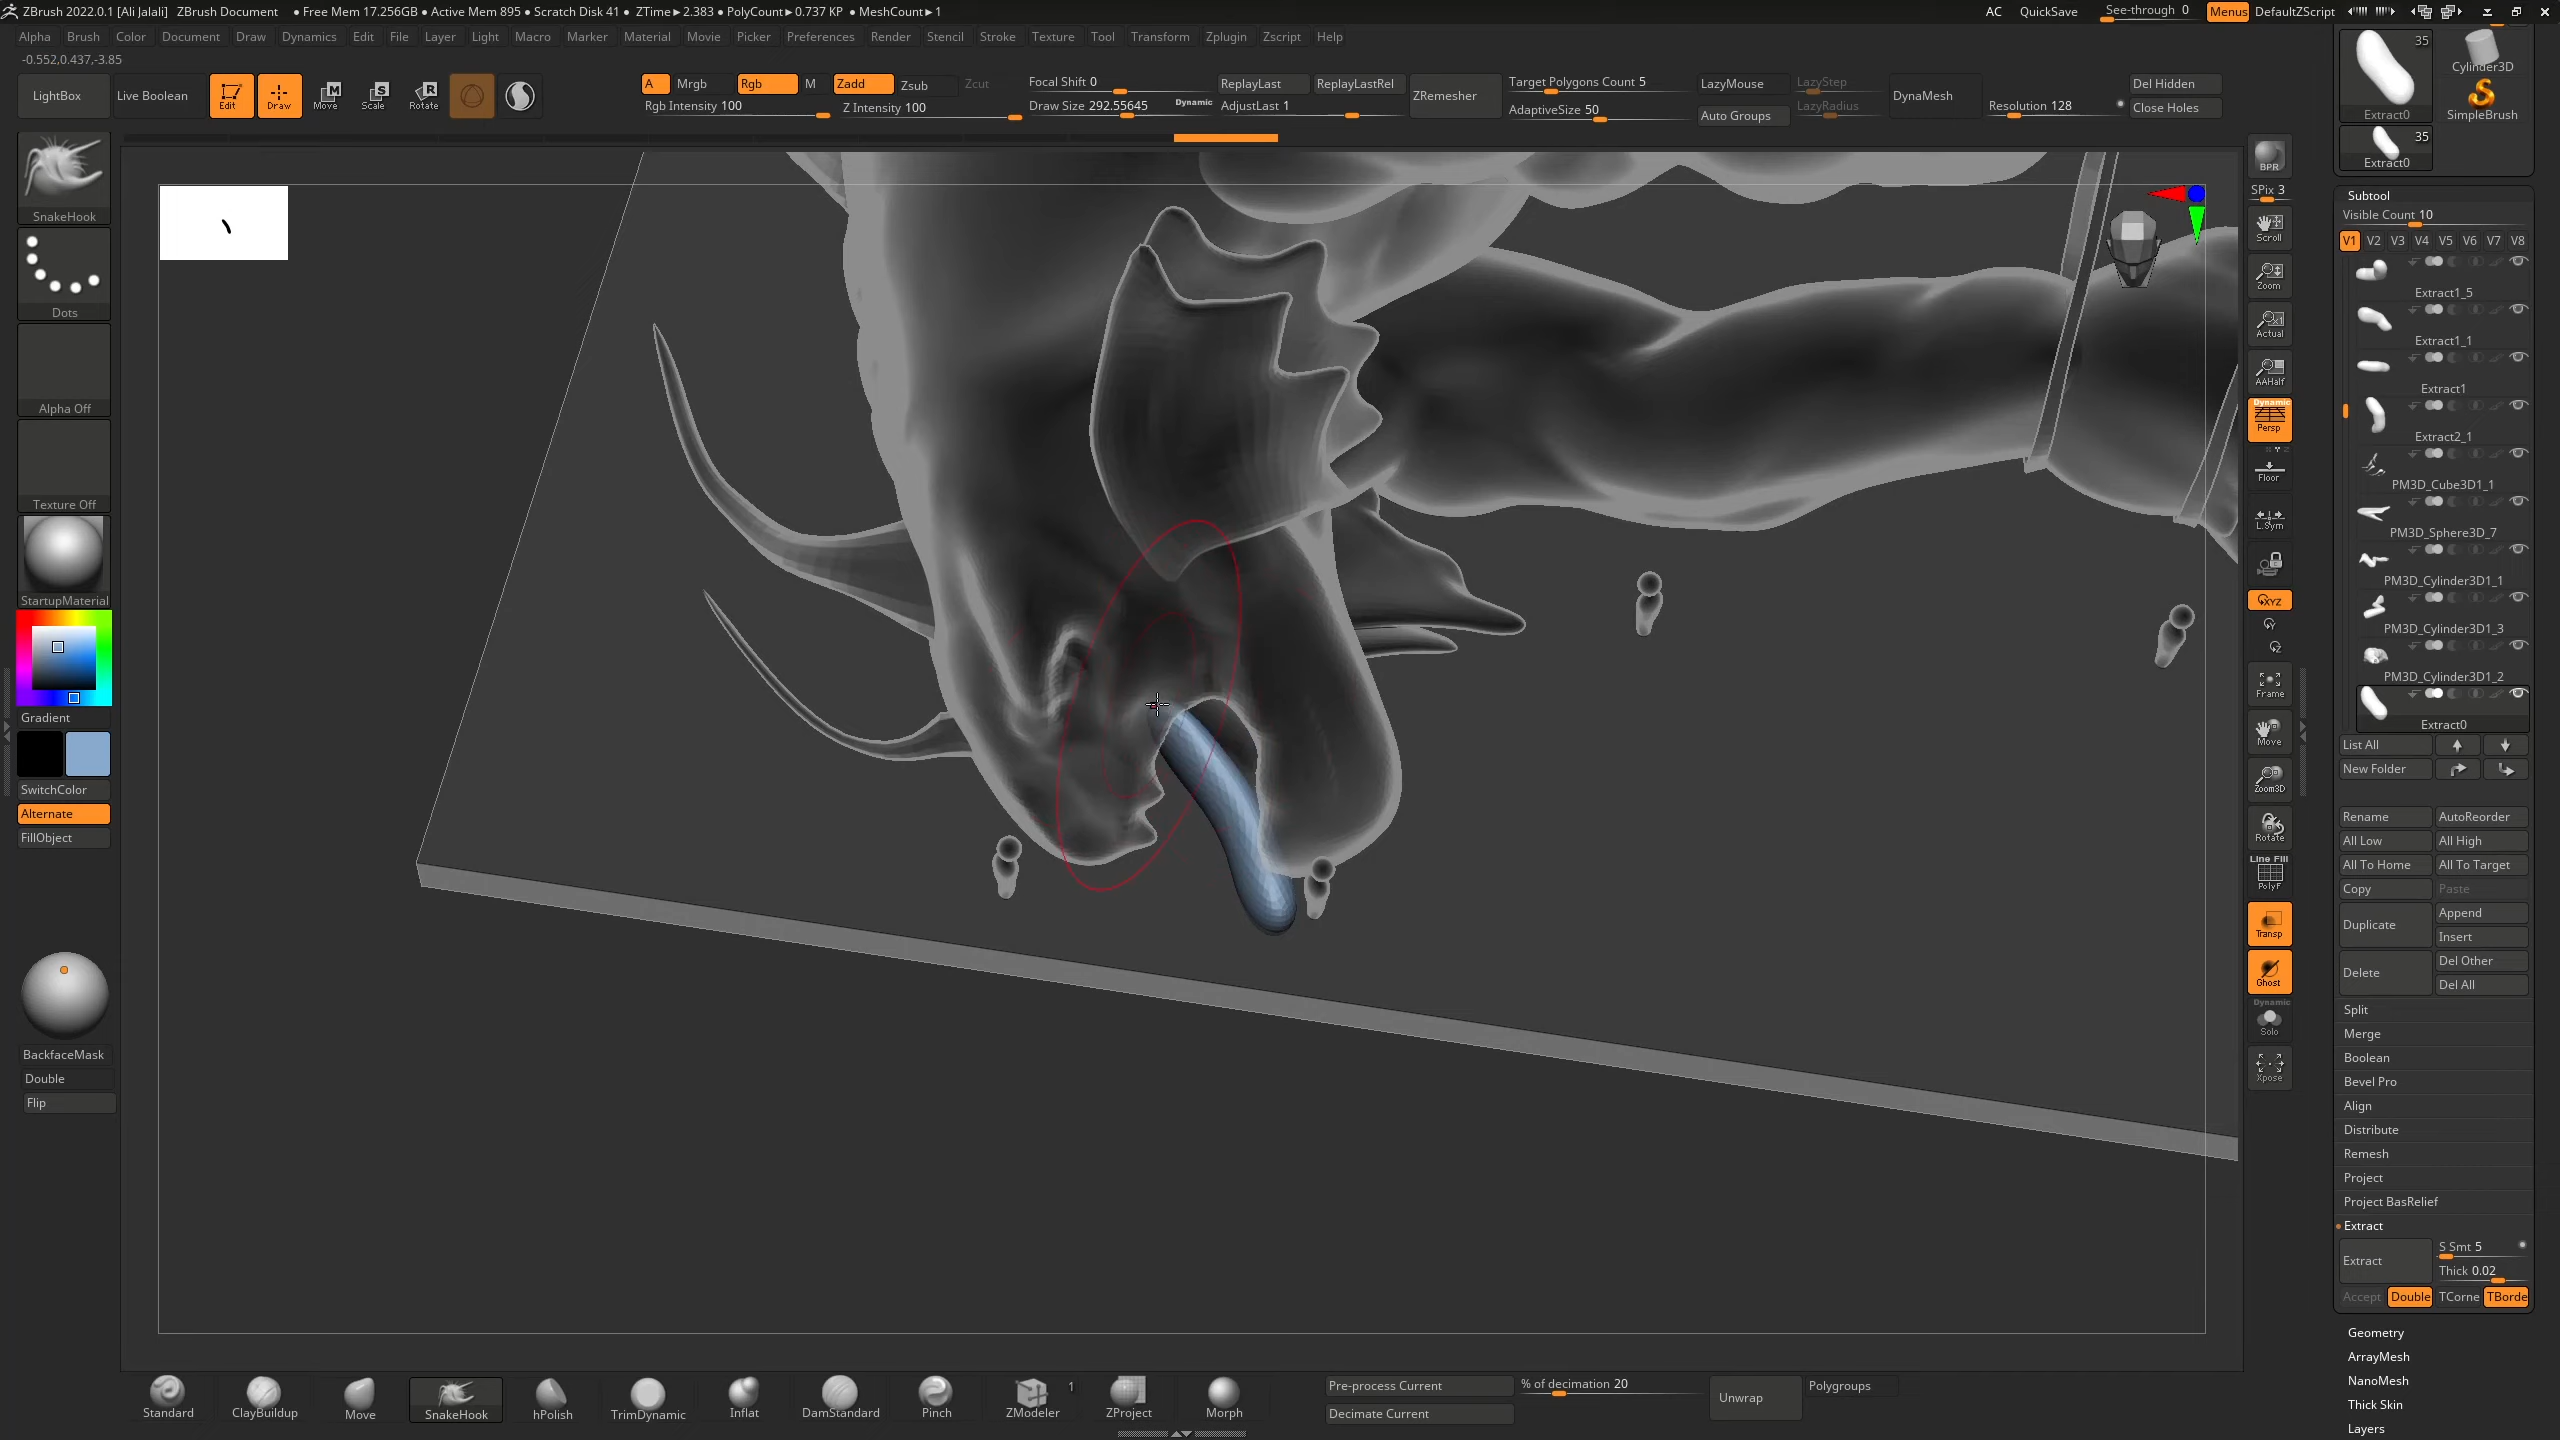 ZBrush 2022.0.1 [Ali Jalali] ZBrush Document • Free Mem 17.256GB • Active Mem 895 • Scratch Disk 41 • ZTime►2.383 • PolyCount►0.737 KP • MeshCount►1 AC QuickSave See-through 0 Menus DefaultZScript
Alpha Brush Color Document Draw Dynamics Edit File Layer Light Macro Marker Material Movie Picker Preferences Render Stencil Stroke Texture Tool Transform Zplugin Zscript Help
-0.552,0.437,-3.85
LightBox Live Boolean Edit Draw Move Scale Rotate
A Mrgb Rgb M Zadd Zsub Zcut Focal Shift 0 ReplayLast ReplayLastRel ZRemesher Target Polygons Count 5 LazyMouse LazyStep DynaMesh Del Hidden
Rgb Intensity 100 Z Intensity 100 Draw Size 292.55645 Dynamic AdjustLast 1 AdaptiveSize 50 Auto Groups LazyRadius Resolution 128 Close Holes
SnakeHook
Dots
Alpha Off
Texture Off
StartupMaterial
Gradient
SwitchColor
Alternate
FillObject
BackfaceMask
Double
Flip
BPR
SPix 3
Scroll
Zoom
Actual
AAHalf
Dynamic
Persp
Floor
L.Sym
XYZ
Frame
Move
Zoom3D
Rotate
Line Fill
PolyF
Transp
Ghost
Dynamic
Solo
Xpose
35
Extract0
Cylinder3D
SimpleBrush
35
Extract0
Subtool
Visible Count 10
V1 V2 V3 V4 V5 V6 V7 V8
Extract1_5
Extract1_1
Extract1
Extract2_1
PM3D_Cube3D1_1
PM3D_Sphere3D_7
PM3D_Cylinder3D1_1
PM3D_Cylinder3D1_3
PM3D_Cylinder3D1_2
Extract0
List All
New Folder
Rename AutoReorder
All Low All High
All To Home All To Target
Copy Paste
Duplicate Append
Insert
Delete Del Other
Del All
Split
Merge
Boolean
Bevel Pro
Align
Distribute
Remesh
Project
Project BasRelief
Extract
Extract S Smt 5
Thick 0.02
Accept Double TCorne TBorde
Geometry
ArrayMesh
NanoMesh
Thick Skin
Layers
Standard ClayBuildup Move SnakeHook hPolish TrimDynamic Inflat DamStandard Pinch ZModeler 1 ZProject Morph
Pre-process Current % of decimation 20 Unwrap Polygroups
Decimate Current